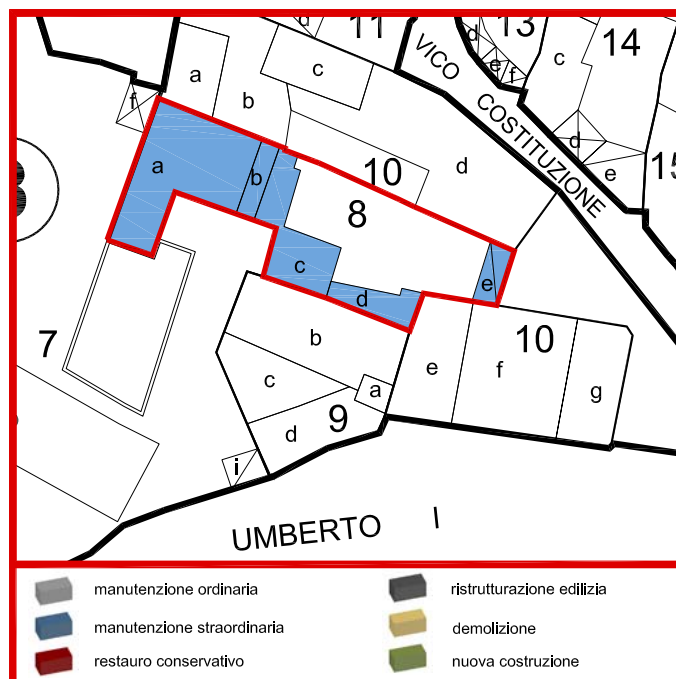 d
11
d
13
e
f
c
14
VICO COSTITUZIONE
a
c
b
f
d
e
15
a
b
10
d
8
c
e
d
7
b
c
a
9
d
i
e
f
10
g
UMBERTO I
manutenzione ordinaria
manutenzione straordinaria
restauro conservativo
ristrutturazione edilizia
demolizione
nuova costruzione